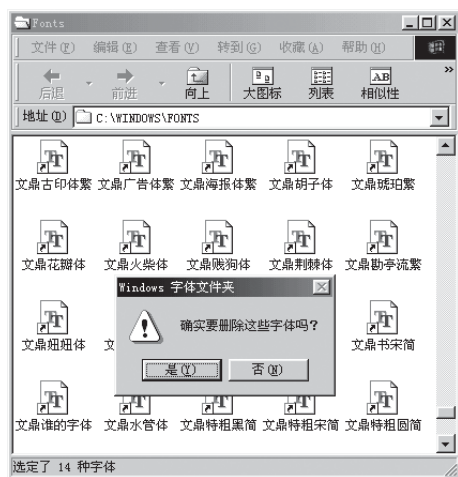 Fonts
文件(F) 编辑(E) 查看(V) 转到(G) 收藏(A) 帮助(H)
后退 前进 向上 大图标 列表 相似性
地址(D) C:\WINDOWS\FONTS
文鼎古印体繁 文鼎广告体繁 文鼎海报体繁 文鼎胡子体 文鼎琥珀繁
文鼎花瓣体 文鼎火柴体 文鼎贱狗体 文鼎荆棘体 文鼎勘亭流繁
Windows 字体文件夹
确实要删除这些字体吗?
文鼎妞妞体 文 文鼎书宋简
是(Y) 否(N)
文鼎谁的字体 文鼎水管体 文鼎特粗黑简 文鼎特粗宋简 文鼎特粗圆简
选定了 14 种字体